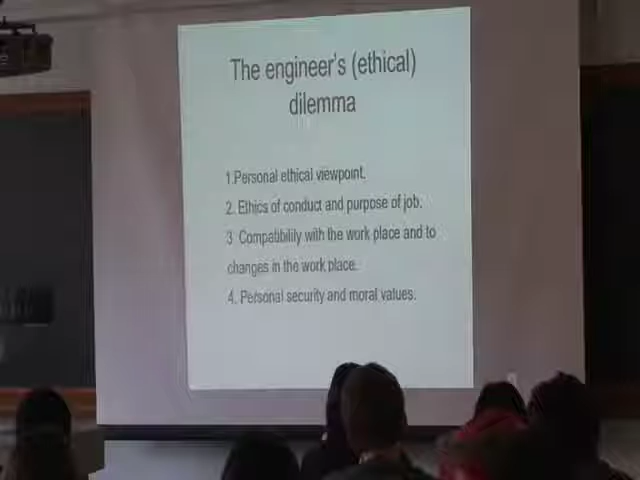 The engineer's (ethical)
dilemma
1.Personal ethical viewpoint.
2. Ethics of conduct and purpose of job.
3 Compatibility with the work place and to
changes in the work place.
4. Personal security and moral values.